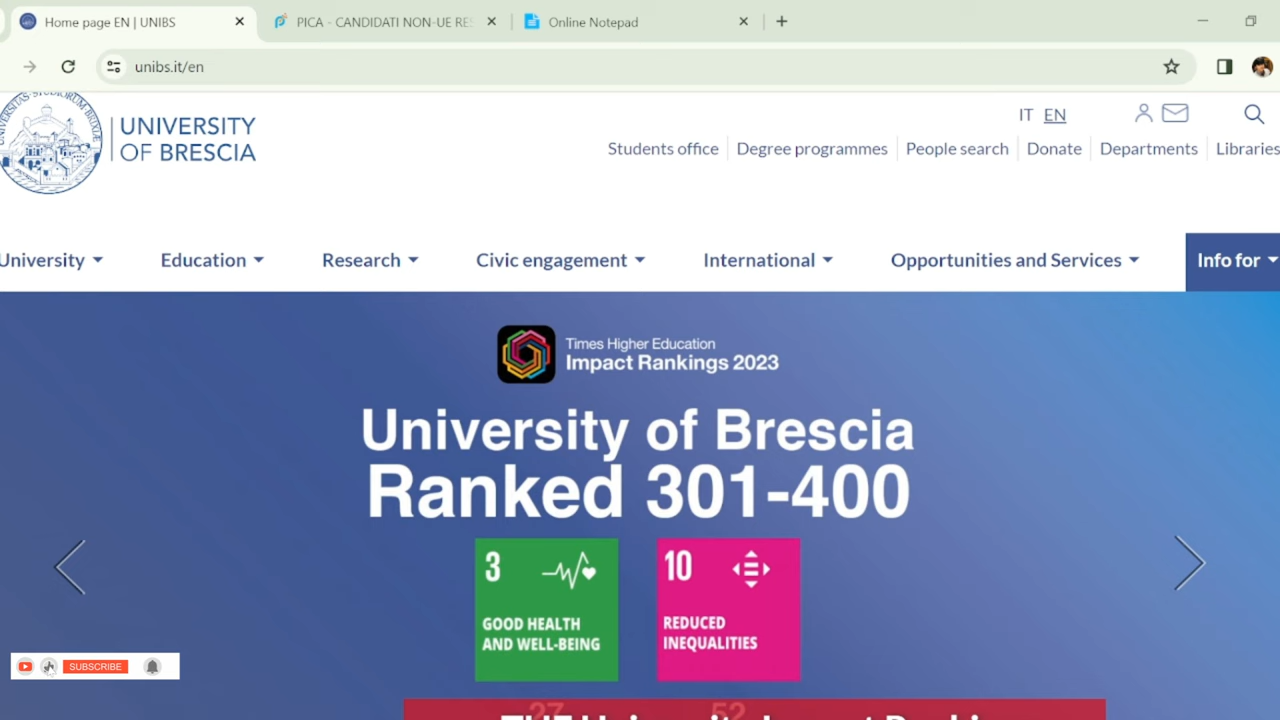 Home page EN | UNIBS
PICA - CANDIDATI NON-UE RES
Online Notepad
unibs.it/en
UNIVERSITY
OF BRESCIA
IT EN
Students office
Degree programmes
People search
Donate
Departments
Libraries
University
Education
Research
Civic engagement
International
Opportunities and Services
Info for
Times Higher Education
Impact Rankings 2023
University of Brescia
Ranked 301-400
3
GOOD HEALTH
AND WELL-BEING
10
REDUCED
INEQUALITIES
SUBSCRIBE
27
52